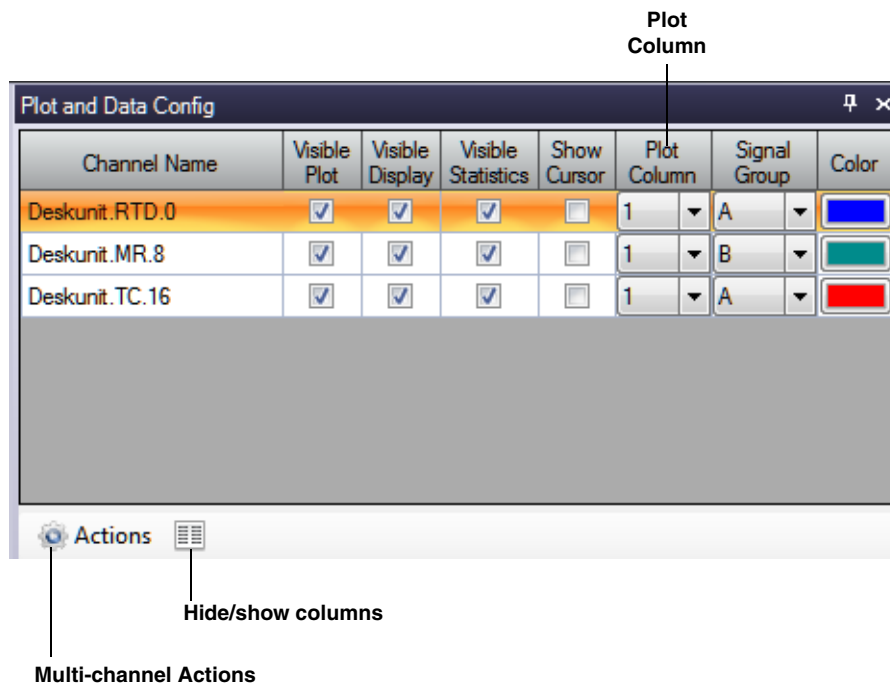 Plot
Column
Plot and Data Config
Channel Name Visible Plot Visible Display Visible Statistics Show Cursor Plot Column Signal Group Color
Deskunit.RTD.0 1 A
Deskunit.MR.8 1 B
Deskunit.TC.16 1 A
Actions
Hide/show columns
Multi-channel Actions